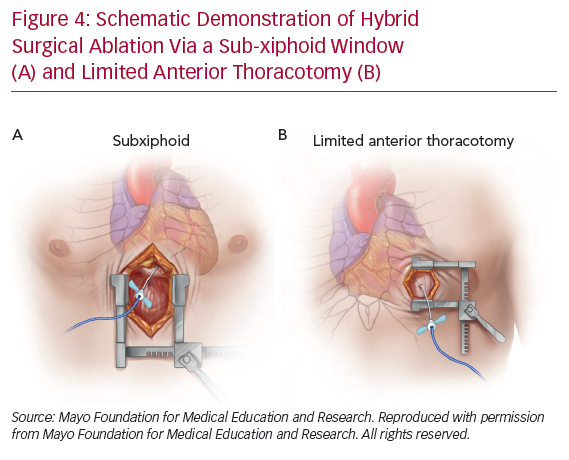 Figure 4: Schematic Demonstration of Hybrid
Surgical Ablation Via a Sub-xiphoid Window
(A) and Limited Anterior Thoracotomy (B)
A
Subxiphoid
B
Limited anterior thoracotomy
Source: Mayo Foundation for Medical Education and Research. Reproduced with permission
from Mayo Foundation for Medical Education and Research. All rights reserved.